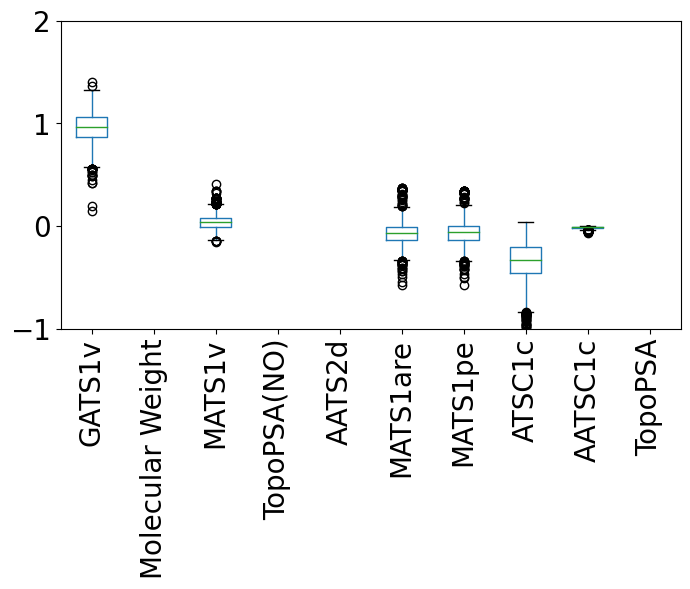 2
1
0
−1
GATS1v
Molecular Weight
MATS1v
TopoPSA(NO)
AATS2d
MATS1are
MATS1pe
ATSC1c
AATSC1c
TopoPSA